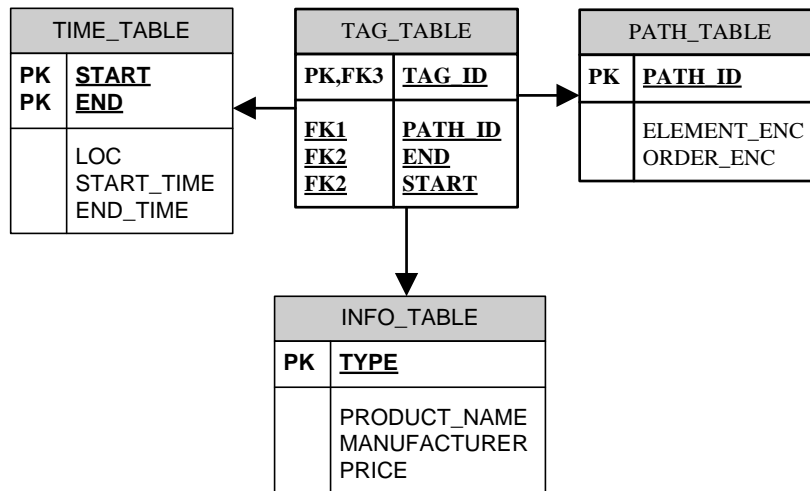 TIME_TABLE
PK START
PK END
LOC
START_TIME
END_TIME
TAG_TABLE
PK,FK3 TAG_ID
FK1 PATH_ID
FK2 END
FK2 START
PATH_TABLE
PK PATH_ID
ELEMENT_ENC
ORDER_ENC
INFO_TABLE
PK TYPE
PRODUCT_NAME
MANUFACTURER
PRICE